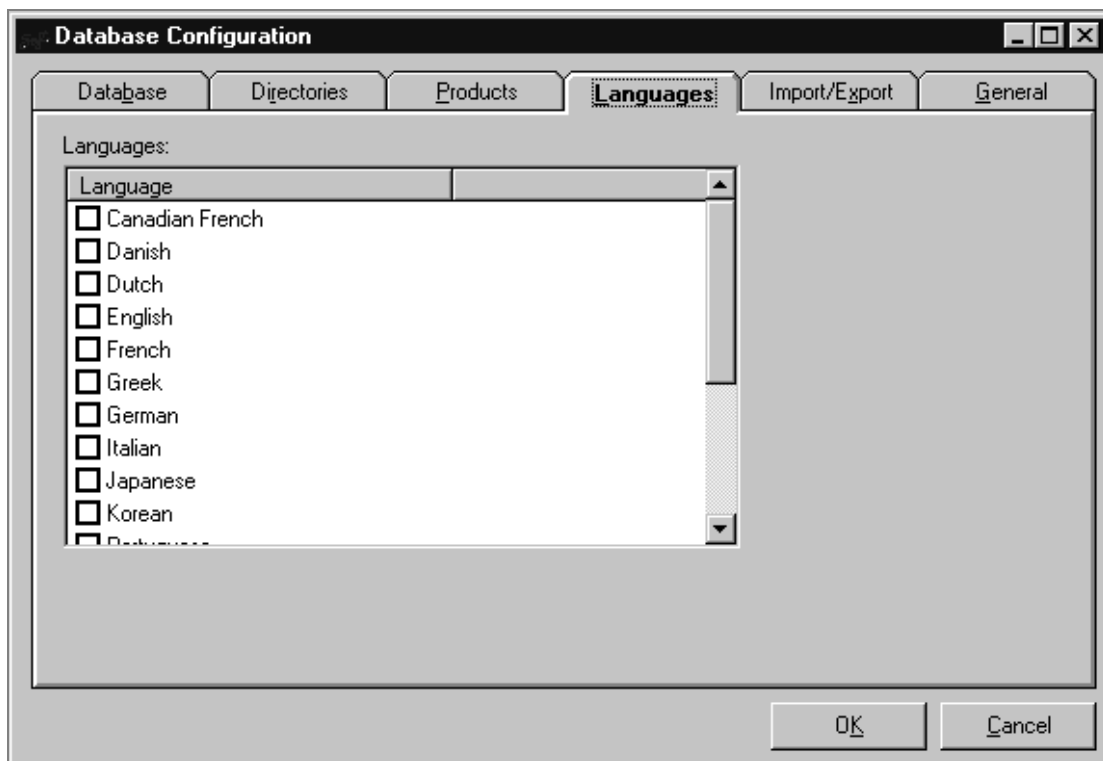 Database Configuration
Database Directories Products Languages Import/Export General
Languages:
Language
Canadian French
Danish
Dutch
English
French
Greek
German
Italian
Japanese
Korean
OK Cancel